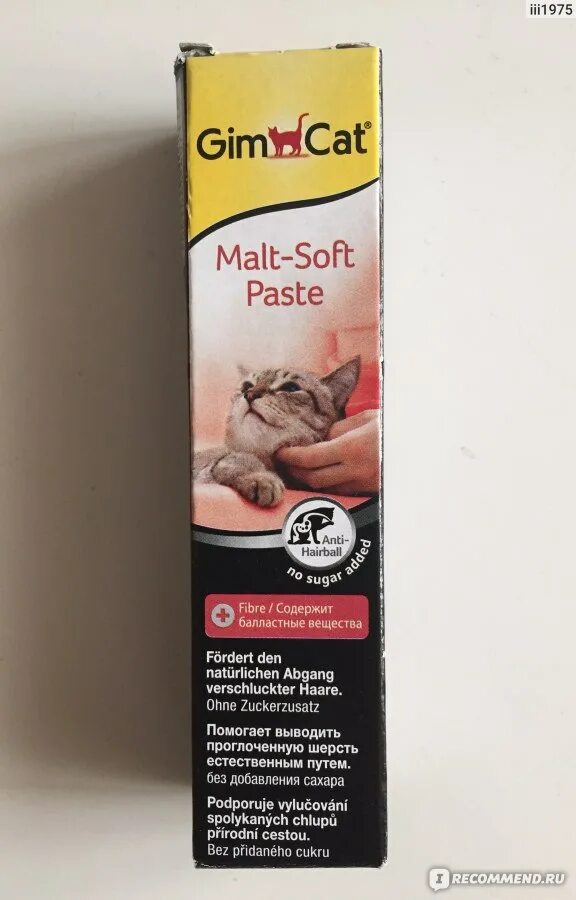 iii1975
GimCat®
Malt-Soft
Paste
Anti-
Hairball
no sugar added
Fibre / Содержит
балластные вещества
Fördert den
natürlichen Abgang
verschluckter Haare.
Ohne Zuckerzusatz
Помогает выводить
проглоченную шерсть
естественным путем.
без добавления сахара
Podporuje vylučování
spolykaných chlupů
přírodní cestou.
Bez přidaného cukru
IRECOMMEND.RU